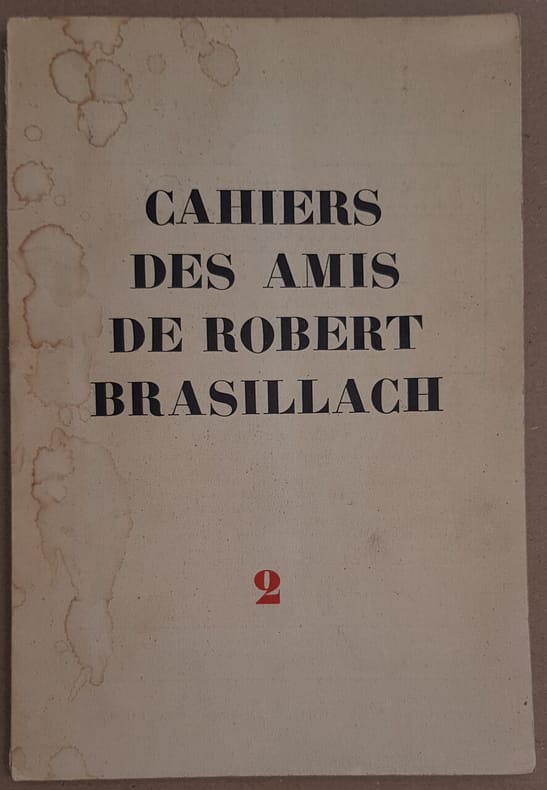 CAHIERS
DES AMIS
DE ROBERT
BRASILLACH
2